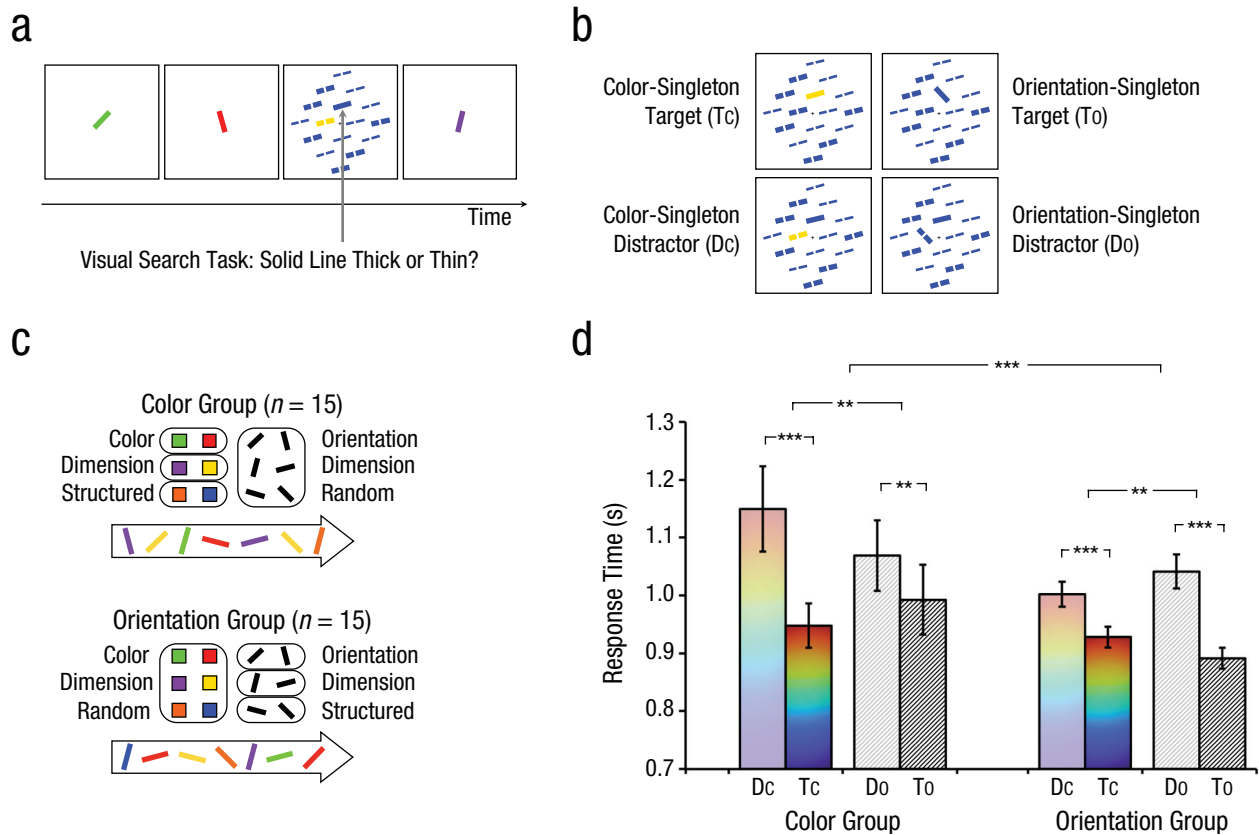 a
Time
Visual Search Task: Solid Line Thick or Thin?
b
Color-Singleton
Target (Tc)
Orientation-Singleton
Target (To)
Color-Singleton
Distractor (Dc)
Orientation-Singleton
Distractor (Do)
c
Color Group (n = 15)
Color
Dimension
Structured
Orientation
Dimension
Random
Orientation Group (n = 15)
Color
Dimension
Random
Orientation
Dimension
Structured
d
***
** 
*** ** ** *** ***
1.3
1.2
1.1
1.0
0.9
0.8
0.7
Response Time (s)
Dc Tc Do To Dc Tc Do To
Color Group Orientation Group